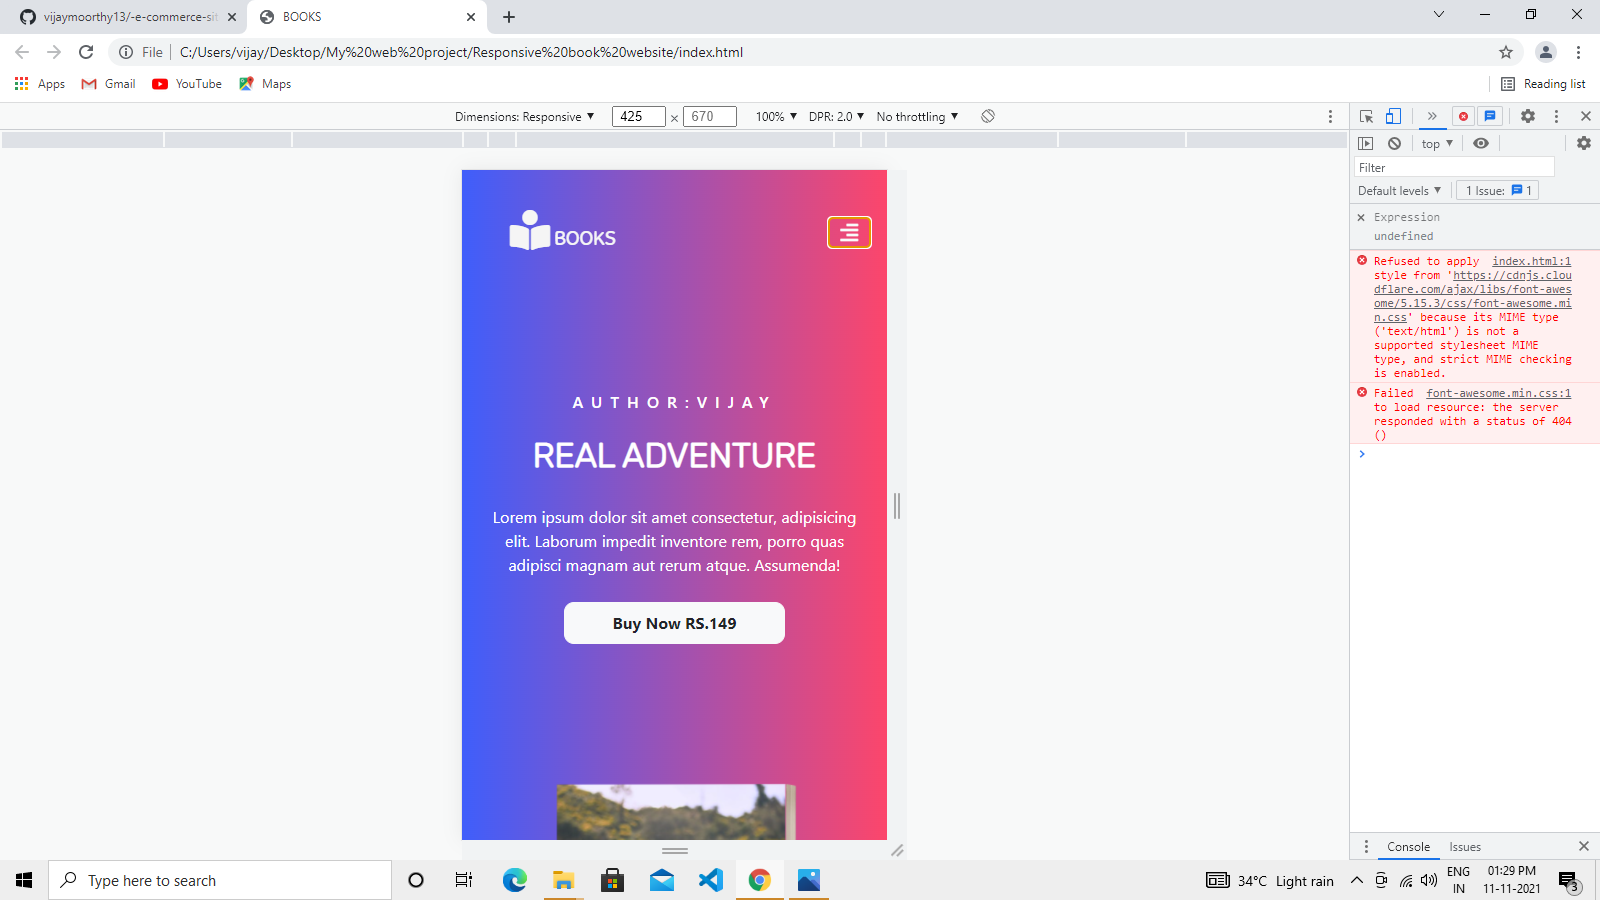 vijaymoorthy13/-e-commerce-sit
BOOKS
File
C:/Users/vijay/Desktop/My%20web%20project/Responsive%20book%20website/index.html
Apps
Gmail
YouTube
Maps
Reading list
Dimensions: Responsive ▼
425 × 670
100% ▼
DPR: 2.0 ▼
No throttling ▼
top ▼
Filter
Default levels ▼
1 Issue: 1
Expression
undefined
Refused to apply index.html:1
style from 'https://cdnjs.clou
dflare.com/ajax/libs/font-awes
ome/5.15.3/css/font-awesome.mi
n.css' because its MIME type
('text/html') is not a
supported stylesheet MIME
type, and strict MIME checking
is enabled.
Failed font-awesome.min.css:1
to load resource: the server
responded with a status of 404
()
BOOKS
AUTHOR:VIJAY
REAL ADVENTURE
Lorem ipsum dolor sit amet consectetur, adipisicing
elit. Laborum impedit inventore rem, porro quas
adipisci magnam aut rerum atque. Assumenda!
Buy Now RS.149
Console
Issues
Type here to search
34°C Light rain
ENG
IN
01:29 PM
11-11-2021
3